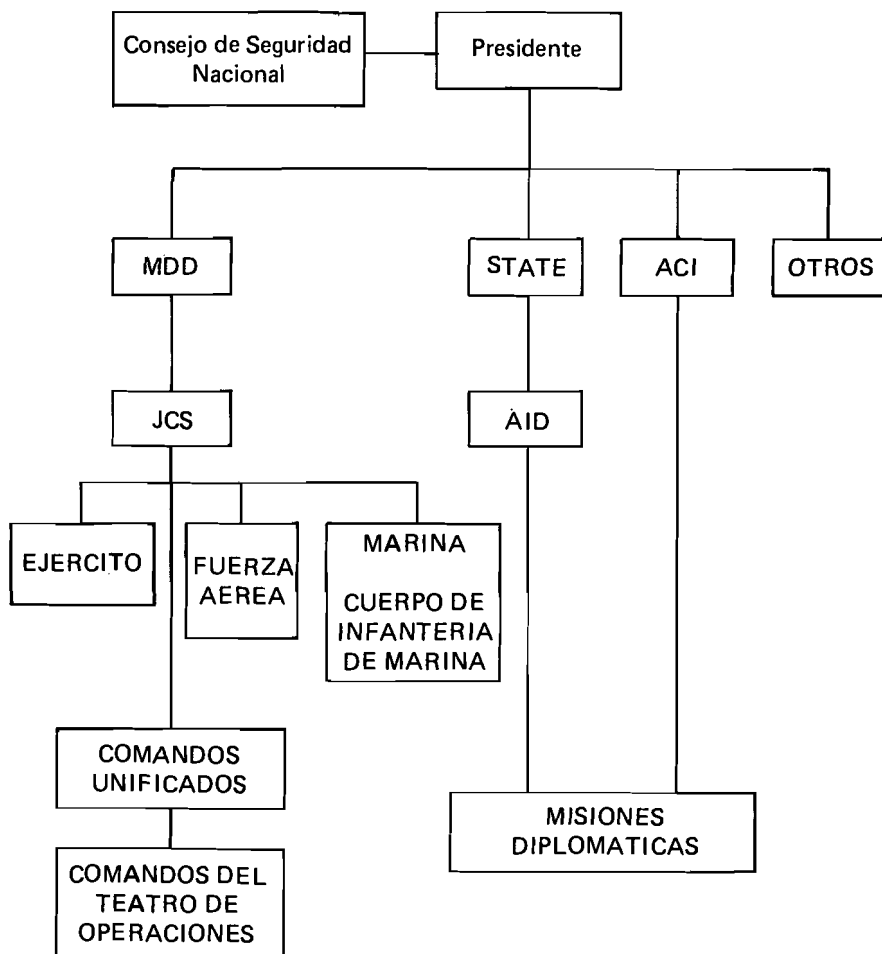 Consejo de Seguridad
Nacional
Presidente
MDD
STATE
ACI
OTROS
JCS
AID
EJERCITO
FUERZA
AEREA
MARINA
CUERPO DE
INFANTERIA
DE MARINA
COMANDOS
UNIFICADOS
MISIONES
DIPLOMATICAS
COMANDOS DEL
TEATRO DE
OPERACIONES